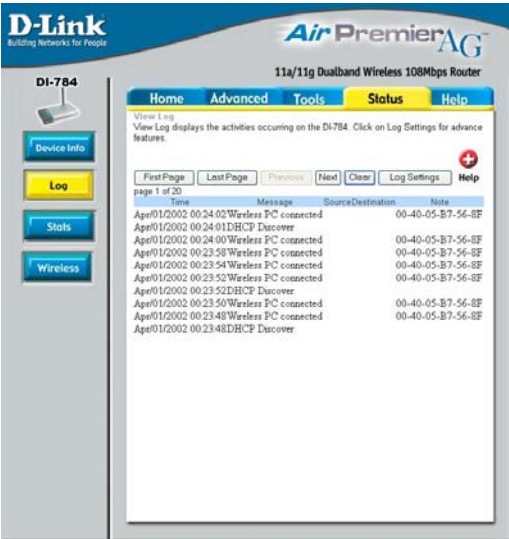 D-Link
Building Networks for People
Air PremierAG
11a/11g Dualband Wireless 108Mbps Router
DI-784
Home Advanced Tools Status Help
Device Info
Log
Stats
Wireless
View Log
View Log displays the activities occurring on the DI-784. Click on Log Settings for advance
features.
First Page Last Page Previous Next Clear Log Settings Help
page 1 of 20
Time Message Source Destination Note
Apr/01/2002 00:24:02 Wireless PC connected 00-40-05-B7-56-8F
Apr/01/2002 00:24:01 DHCP Discover
Apr/01/2002 00:24:00 Wireless PC connected 00-40-05-B7-56-8F
Apr/01/2002 00:23:58 Wireless PC connected 00-40-05-B7-56-8F
Apr/01/2002 00:23:54 Wireless PC connected 00-40-05-B7-56-8F
Apr/01/2002 00:23:52 Wireless PC connected 00-40-05-B7-56-8F
Apr/01/2002 00:23:52 DHCP Discover
Apr/01/2002 00:23:50 Wireless PC connected 00-40-05-B7-56-8F
Apr/01/2002 00:23:48 Wireless PC connected 00-40-05-B7-56-8F
Apr/01/2002 00:23:48 DHCP Discover